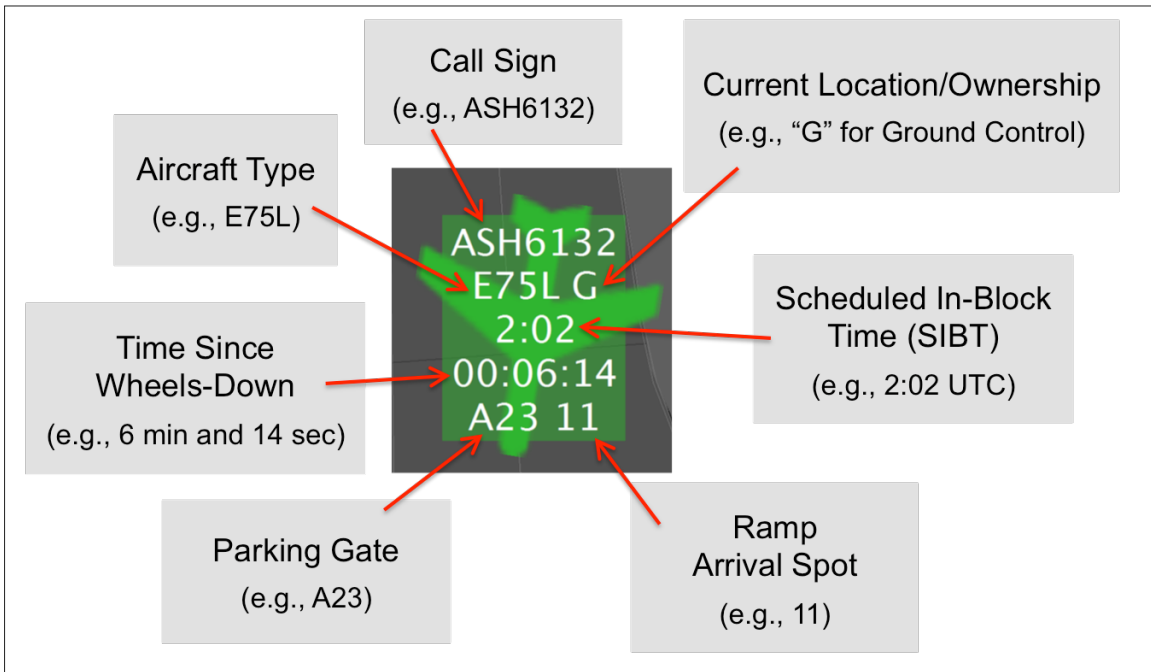 Call Sign
(e.g., ASH6132)
Current Location/Ownership
(e.g., “G” for Ground Control)
Aircraft Type
(e.g., E75L)
ASH6132
E75L G
2:02
00:06:14
A23 11
Scheduled In-Block
Time (SIBT)
(e.g., 2:02 UTC)
Time Since
Wheels-Down
(e.g., 6 min and 14 sec)
Parking Gate
(e.g., A23)
Ramp
Arrival Spot
(e.g., 11)